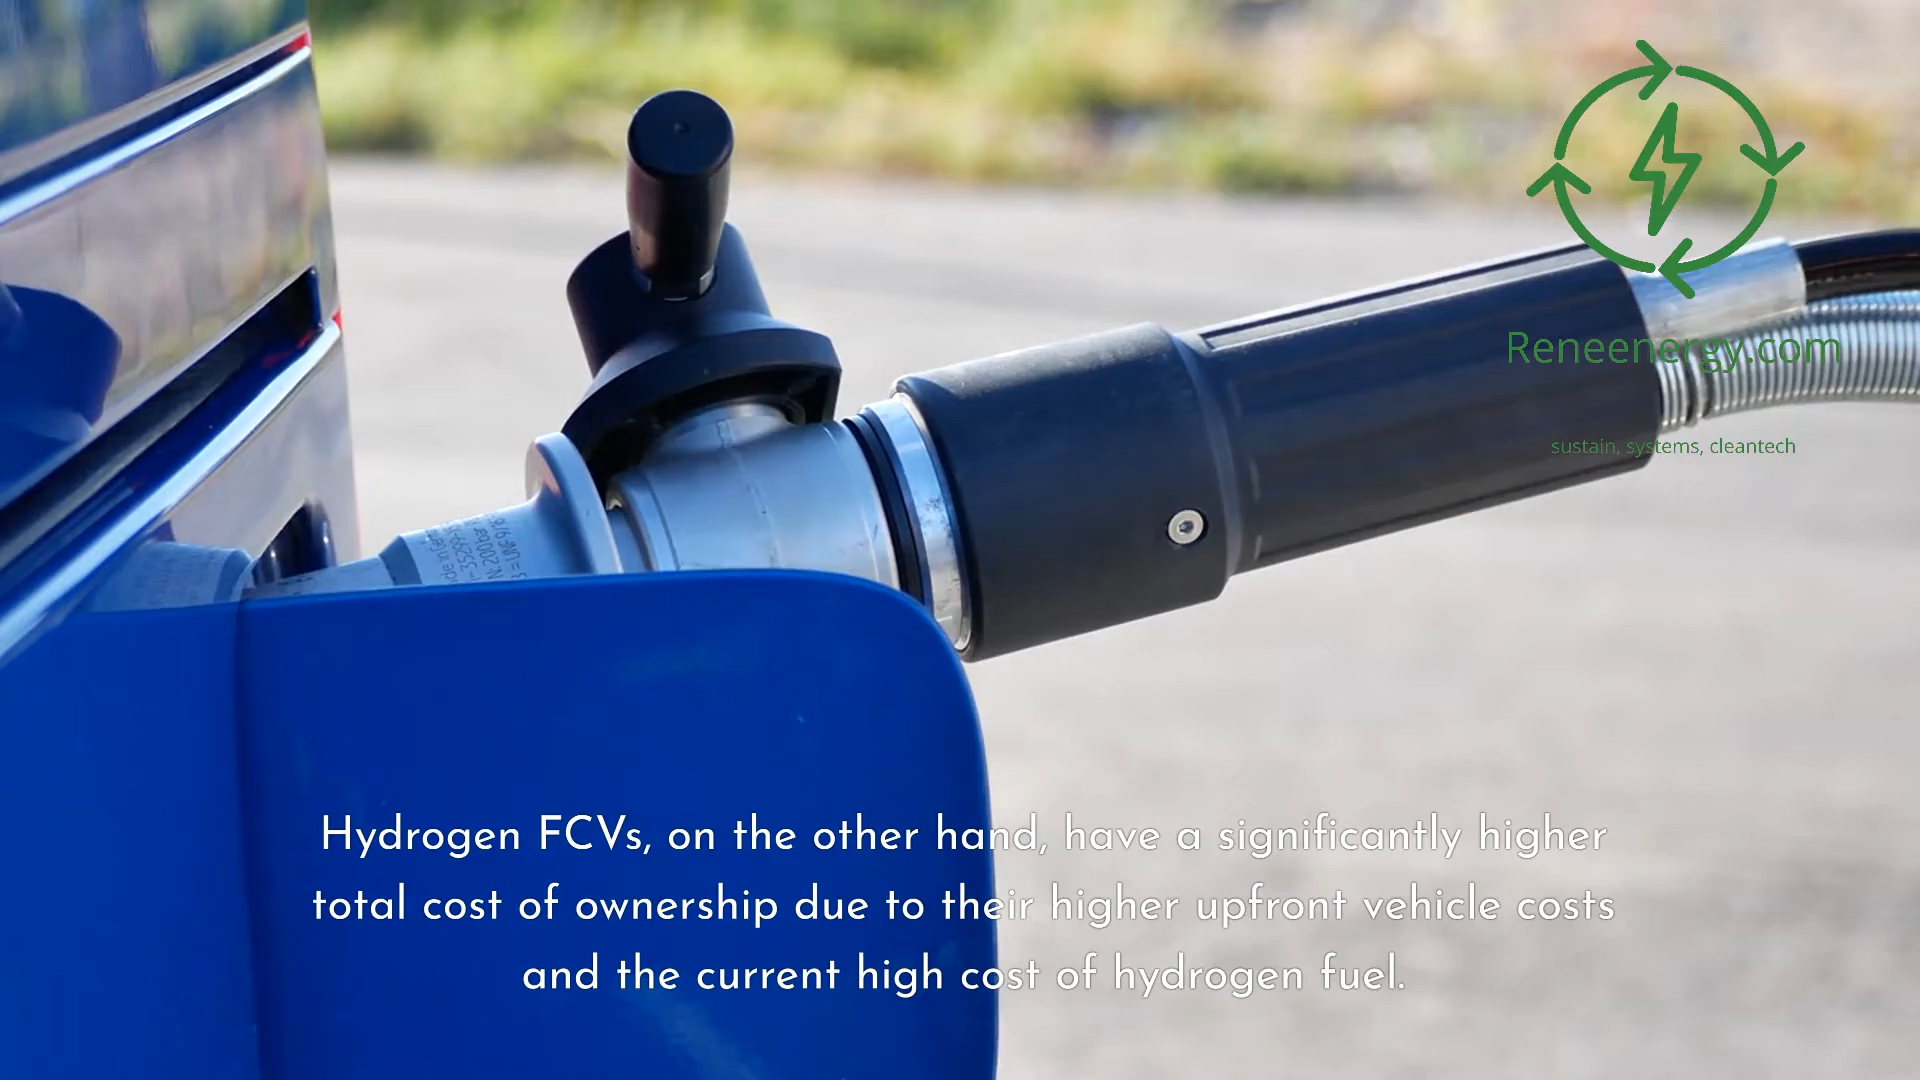 Reneenergy.com
sustain, systems, cleantech
Hydrogen FCVs, on the other hand, have a significantly higher
total cost of ownership due to their higher upfront vehicle costs
and the current high cost of hydrogen fuel.